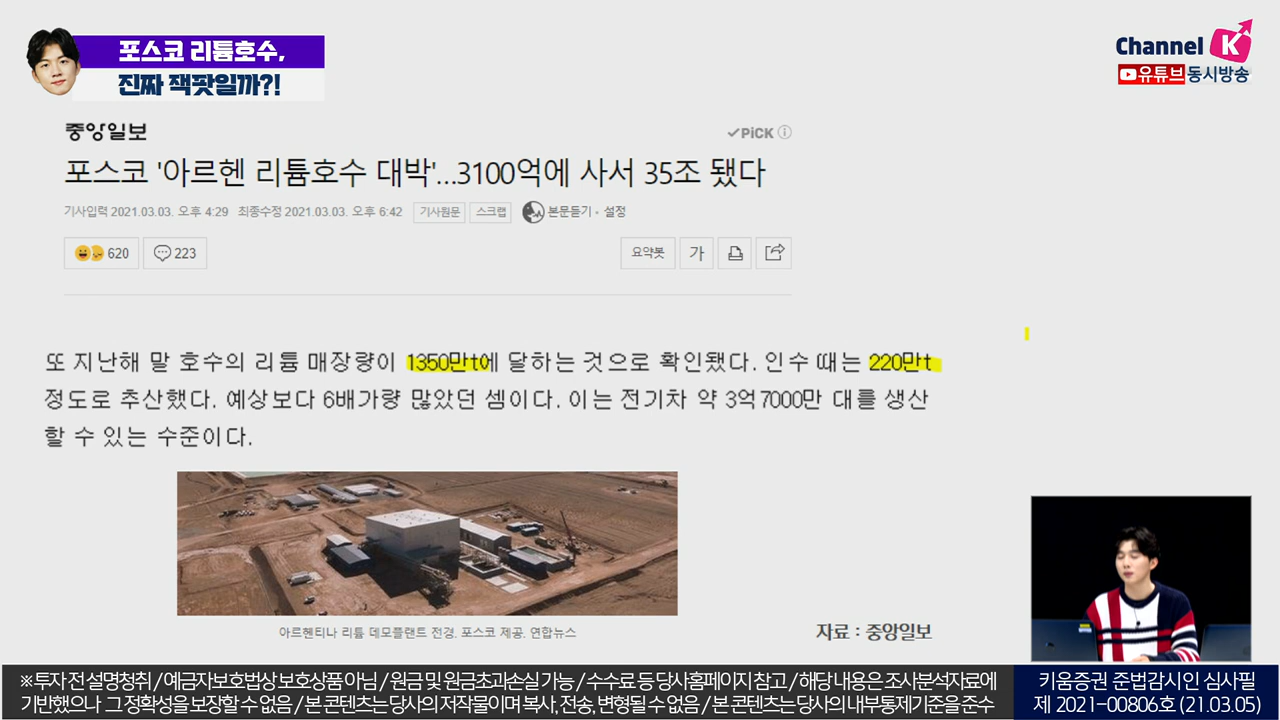 포스코 리튬호수,
진짜 잭팟일까?!
Channel K
유튜브 동시방송
중앙일보
PiCK
포스코 '아르헨 리튬호수 대박'...3100억에 사서 35조 됐다
기사입력 2021.03.03. 오후 4:29 최종수정 2021.03.03. 오후 6:42 기사원문 스크랩 본문듣기 · 설정
620 223 요약봇 가
또 지난해 말 호수의 리튬 매장량이 1350만t에 달하는 것으로 확인됐다. 인수 때는 220만t
정도로 추산했다. 예상보다 6배가량 많았던 셈이다. 이는 전기차 약 3억7000만 대를 생산
할 수 있는 수준이다.
아르헨티나 리튬 데모플랜트 전경. 포스코 제공. 연합뉴스
자료 : 중앙일보
※ 투자 전 설명청취 / 예금자보호법상 보호상품 아님 / 원금 및 원금초과손실 가능 / 수수료 등 당사홈페이지 참고 / 해당 내용은 조사분석자료에
기반했으나 그 정확성을 보장할 수 없음 / 본 콘텐츠는 당사의 저작물이며 복사, 전송, 변형될 수 없음 / 본 콘텐츠는 당사의 내부통제기준을 준수
키움증권 준법감시인 심사필
제 2021-00806호 (21.03.05)